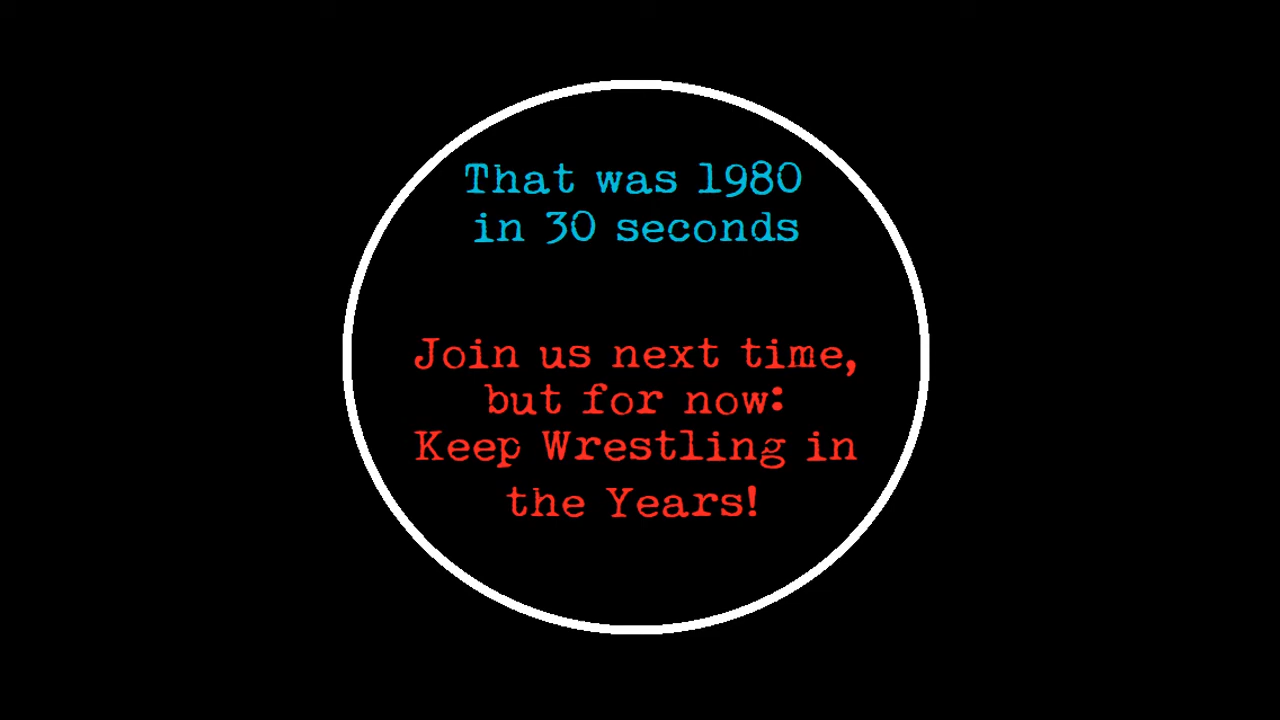 That was 1980
in 30 seconds
Join us next time,
but for now:
Keep Wrestling in
the Years!